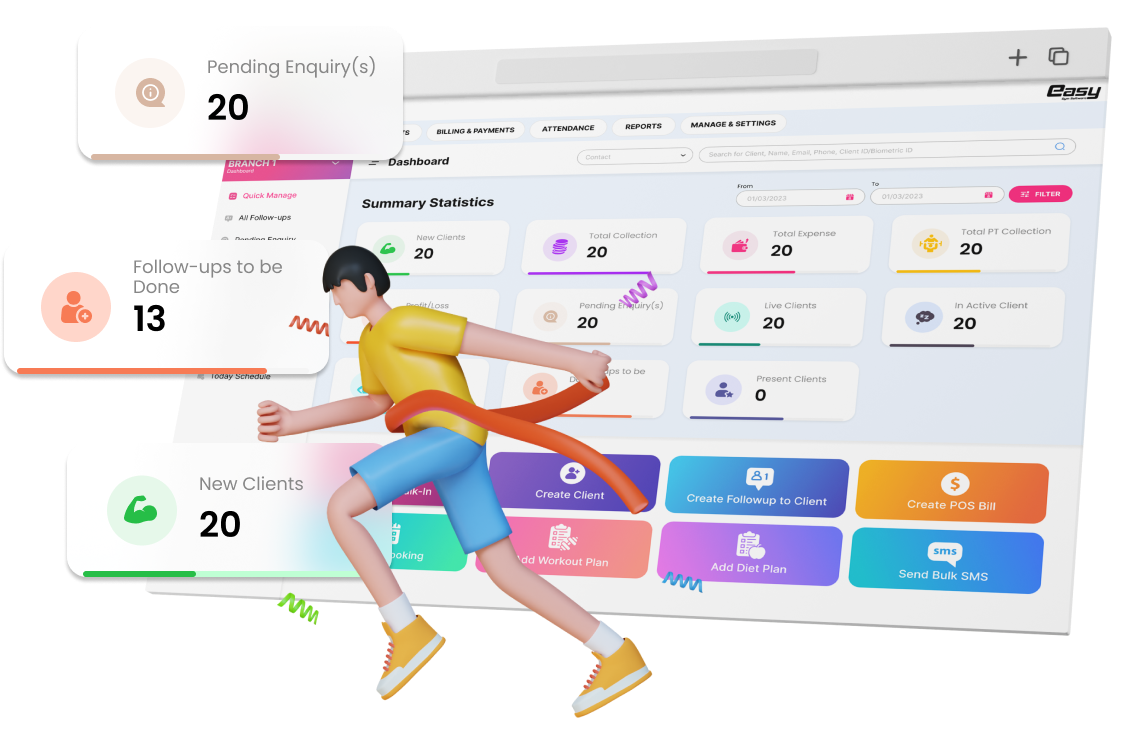 Pending Enquiry(s)
20
easy
BILLING & PAYMENTS
ATTENDANCE
REPORTS
MANAGE & SETTINGS
BRANCH 1
Dashboard
Dashboard
Contact
Search for Client, Name, Email, Phone, Client ID/Biometric ID
Quick Manage
All Follow-ups
Pending Enquiry
Today Schedule
Summary Statistics
From
01/03/2023
To
01/03/2023
FILTER
New Clients
20
Total Collection
20
Total Expense
20
Total PT Collection
20
Follow-ups to be
Done
13
Profit/Loss
Pending Enquiry(s)
20
Live Clients
20
In Active Client
20
to be
Present Clients
0
New Clients
20
Create Client
Create Followup to Client
Create POS Bill
Add Workout Plan
Add Diet Plan
sms
Send Bulk SMS